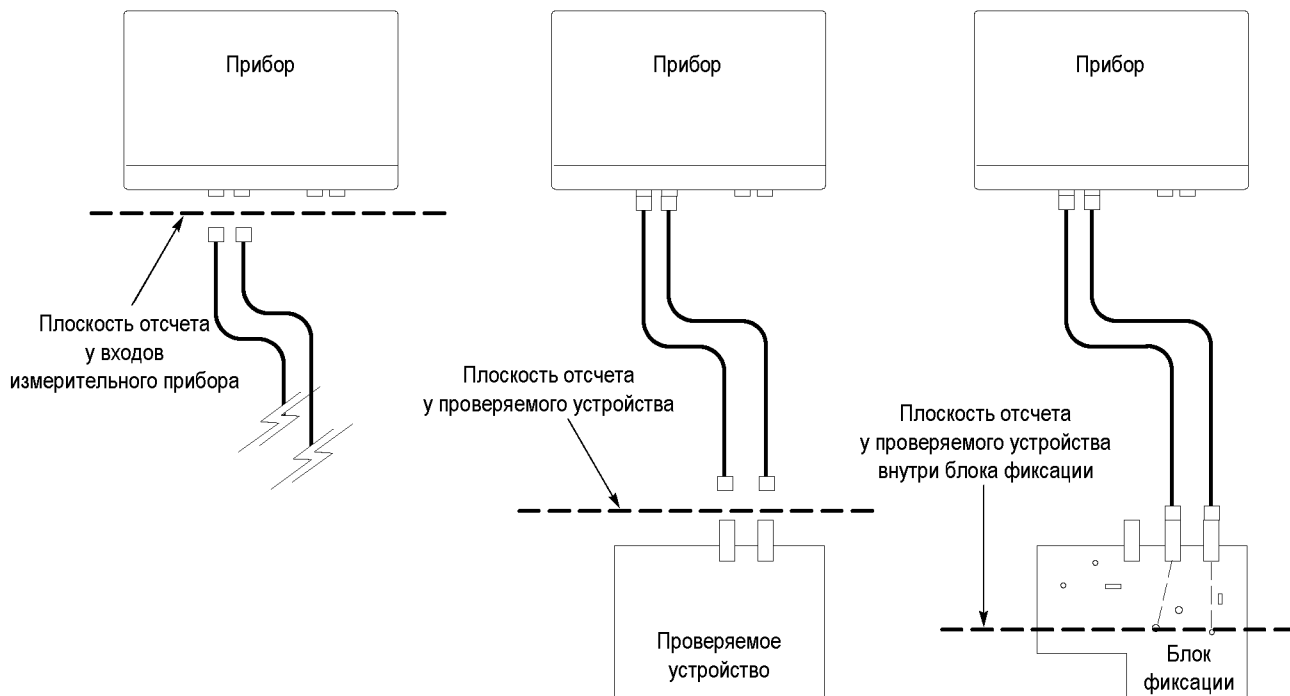 Прибор
Плоскость отсчета
у входов
измерительного прибора
Прибор
Плоскость отсчета
у проверяемого устройства
Проверяемое
устройство
Прибор
Плоскость отсчета
у проверяемого устройства
внутри блока фиксации
Блок
фиксации